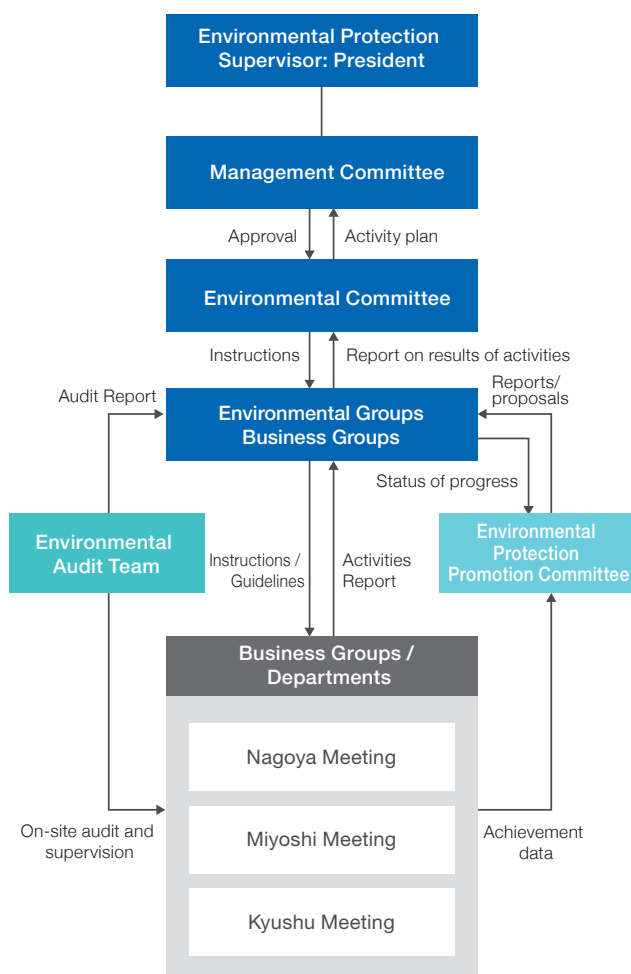 Environmental Protection
Supervisor: President
Management Committee
Approval
Activity plan
Environmental Committee
Instructions
Report on results of activities
Audit Report
Reports/
proposals
Environmental Groups
Business Groups
Status of progress
Environmental
Audit Team
Instructions /
Guidelines
Activities
Report
Environmental
Protection
Promotion Committee
Business Groups /
Departments
Nagoya Meeting
Miyoshi Meeting
Kyushu Meeting
On-site audit and
supervision
Achievement
data